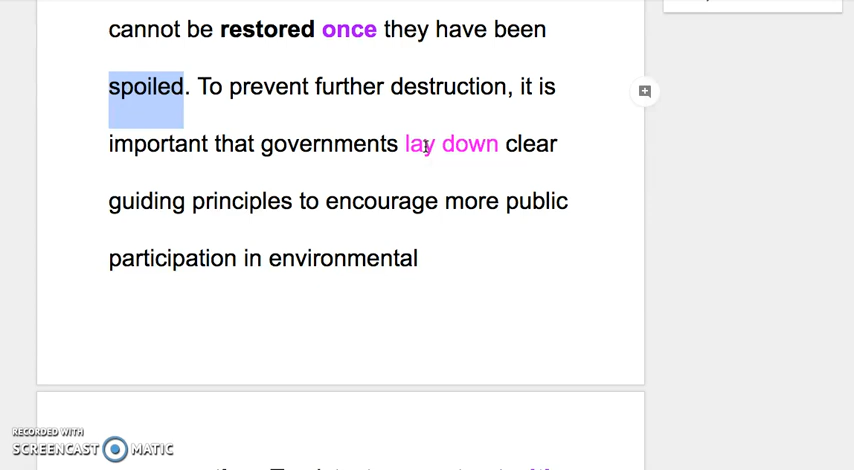 cannot be restored once they have been
spoiled. To prevent further destruction, it is
important that governments lay down clear
guiding principles to encourage more public
participation in environmental
RECORDED WITH
SCREENCAST MATIC